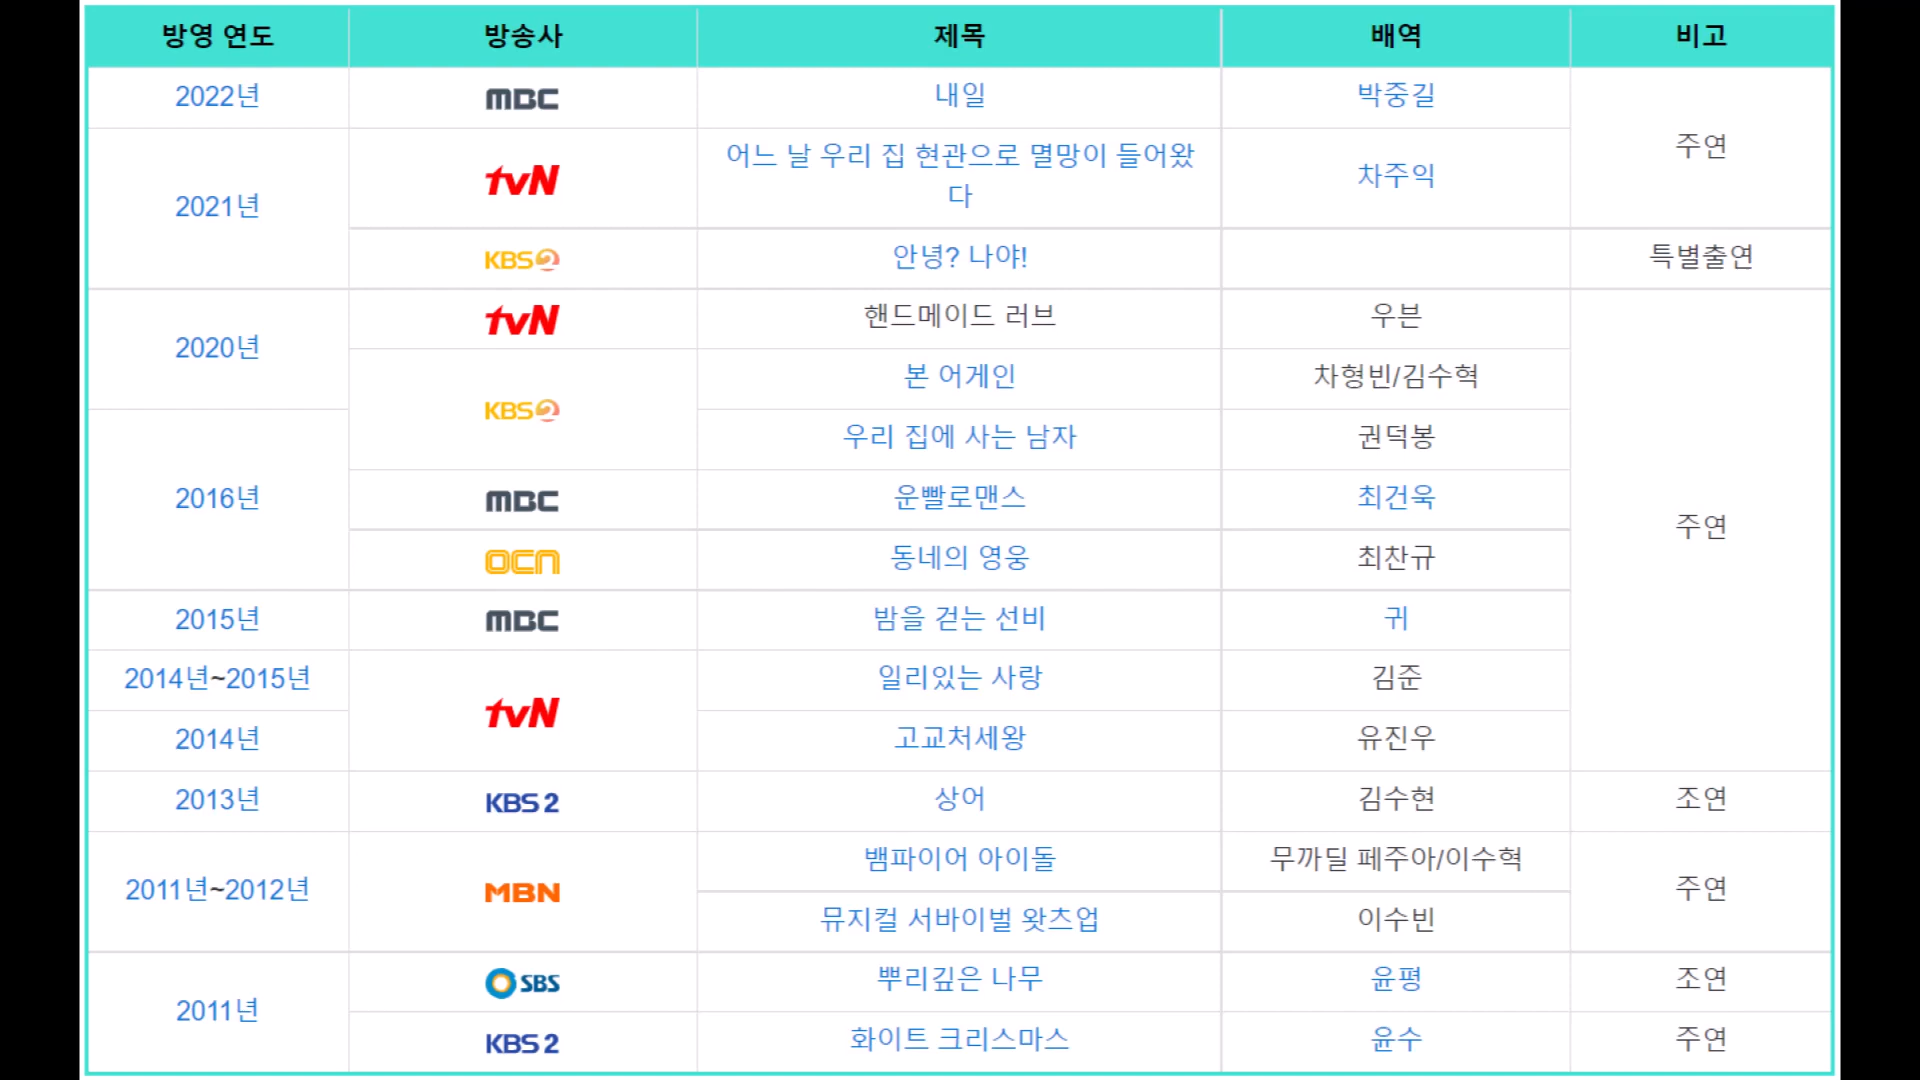 방영 연도 방송사 제목 배역 비고
2022년 MBC 내일 박중길 주연
2021년 tvN 어느 날 우리 집 현관으로 멸망이 들어왔
다 차주익
KBS2 안녕? 나야! 특별출연
2020년 tvN 핸드메이드 러브 우븐 주연
KBS2 본 어게인 차형빈/김수혁
2016년 우리 집에 사는 남자 권덕봉
MBC 운빨로맨스 최건욱
OCN 동네의 영웅 최찬규
2015년 MBC 밤을 걷는 선비 귀
2014년~2015년 tvN 일리있는 사랑 김준
2014년 고교처세왕 유진우
2013년 KBS 2 상어 김수현 조연
2011년~2012년 MBN 뱀파이어 아이돌 무까딜 페주아/이수혁 주연
뮤지컬 서바이벌 왓츠업 이수빈
2011년 SBS 뿌리깊은 나무 윤평 조연
KBS 2 화이트 크리스마스 윤수 주연